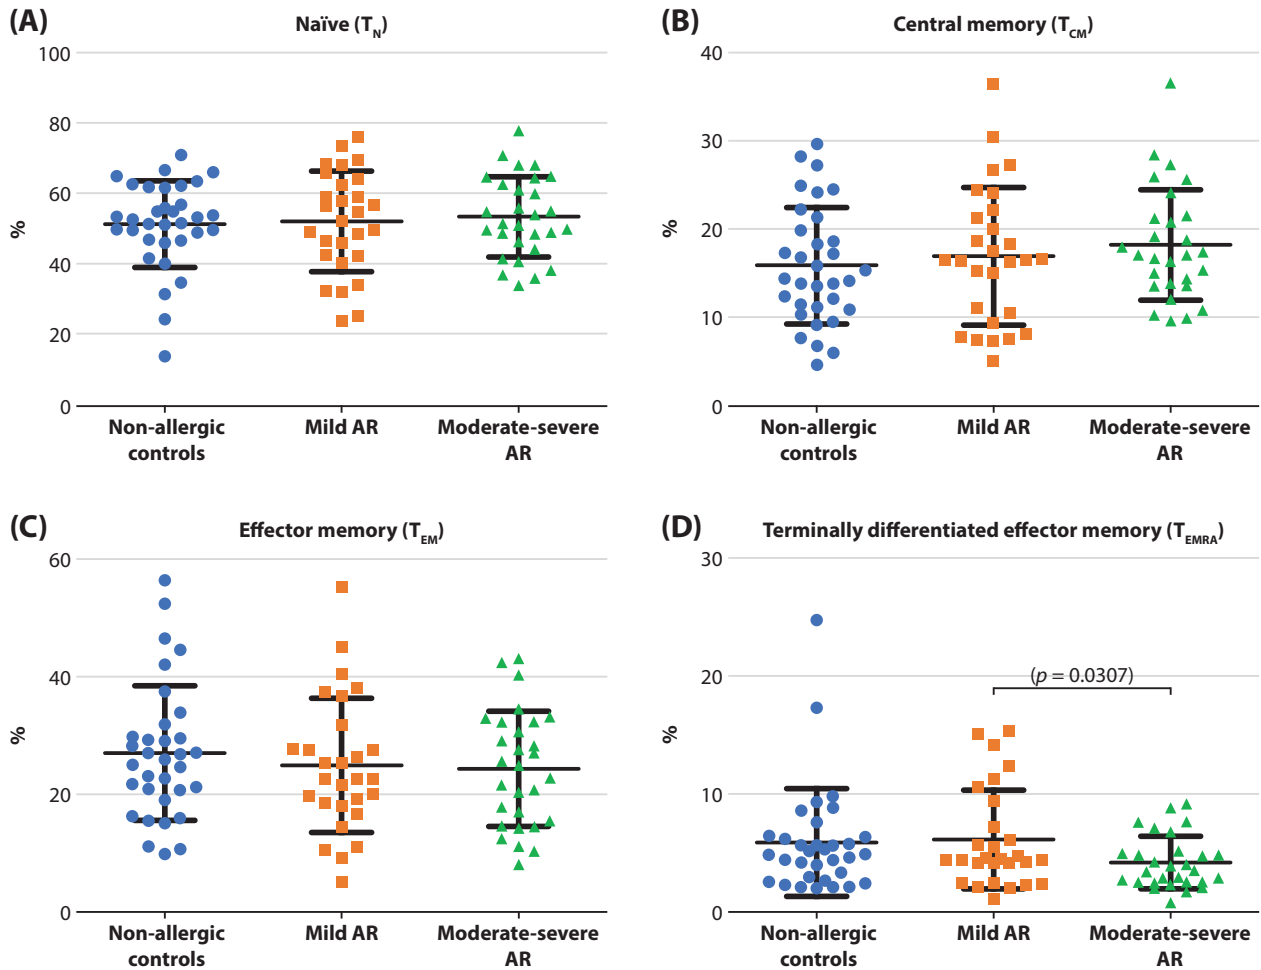 (A)
Naïve (TN)
%
100
80
60
40
20
0
Non-allergic
controls
Mild AR
Moderate-severe
AR
(B)
Central memory (TCM)
%
40
30
20
10
0
Non-allergic
controls
Mild AR
Moderate-severe
AR
(C)
Effector memory (TEM)
%
60
40
20
0
Non-allergic
controls
Mild AR
Moderate-severe
AR
(D)
Terminally differentiated effector memory (TEMRA)
%
30
20
10
0
(p = 0.0307)
Non-allergic
controls
Mild AR
Moderate-severe
AR